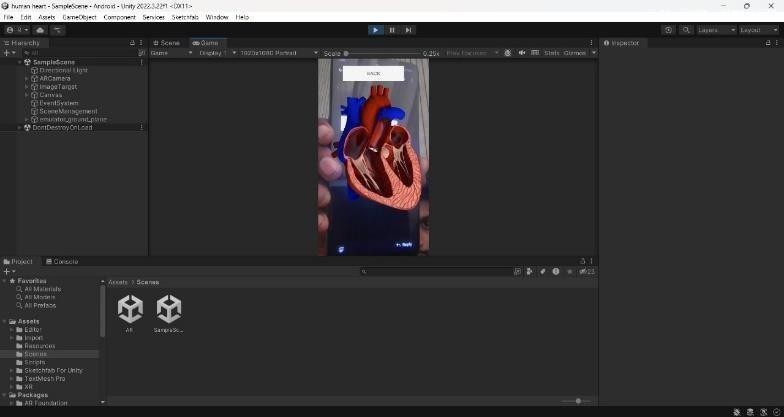 human heart - SampleScene - Android - Unity 2022.3.22f1 <DX11>
File Edit Assets GameObject Component Services Sketchfab Window Help
R
Layers Layout
Hierarchy
All
SampleScene
Directional Light
ARCamera
ImageTarget
Canvas
EventSystem
SceneManagement
emulator_ground_plane
DontDestroyOnLoad
Scene Game
Game Display 1 1920x1080 Portrait Scale 0.25x Play Focused Stats Gizmos
BACK
Reply
Inspector
Project Console
23
Favorites
All Materials
All Models
All Prefabs
Assets
Editor
Import
Resources
Scenes
Scripts
Sketchfab For Unity
TextMesh Pro
XR
Packages
AR Foundation
Assets > Scenes
AR SampleSc...